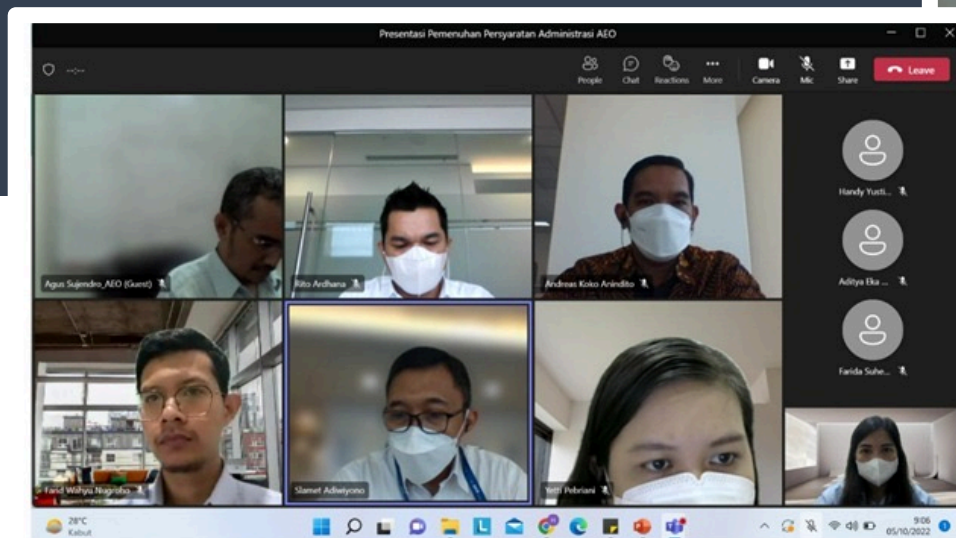 Presentasi Pemenuhan Persyaratan Administrasi AEO
--:--
People Chat Reactions More Camera Mic Share Leave
Agus Sujendro_AEO (Guest)
Rito Ardhana
Andreas Koko Anindito
Handy Yusti...
Aditya Eka ...
Farida Suhe...
Farid Wahyu Nugroho
Slamet Adiwiyono
Yetti Pebriani
28°C
Kabut
9:06
05/10/2022